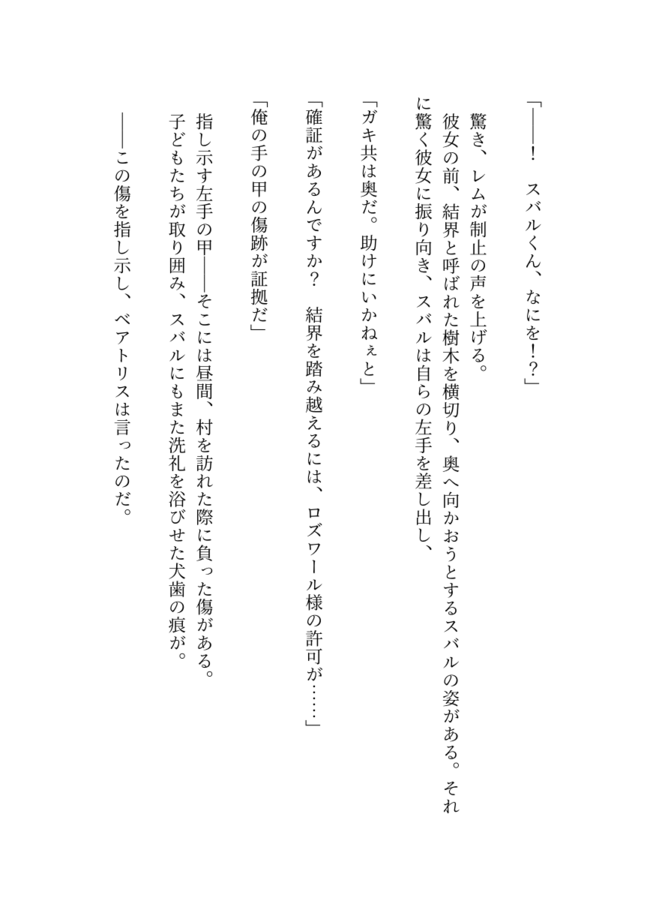 「――！　スバルくん、なにを！？」
驚き、レムが制止の声を上げる。
彼女の前、結界と呼ばれた樹木を横切り、奥へ向かおうとするスバルの姿がある。それ
に驚く彼女に振り向き、スバルは自らの左手を差し出し、
「ガキ共は奥だ。助けにいかねぇと」
「確証があるんですか？　結界を踏み越えるには、ロズワール様の許可が……」
「俺の手の甲の傷跡が証拠だ」
指し示す左手の甲――そこには昼間、村を訪れた際に負った傷がある。
子どもたちが取り囲み、スバルにもまた洗礼を浴びせた犬歯の痕が。
――この傷を指し示し、ベアトリスは言ったのだ。